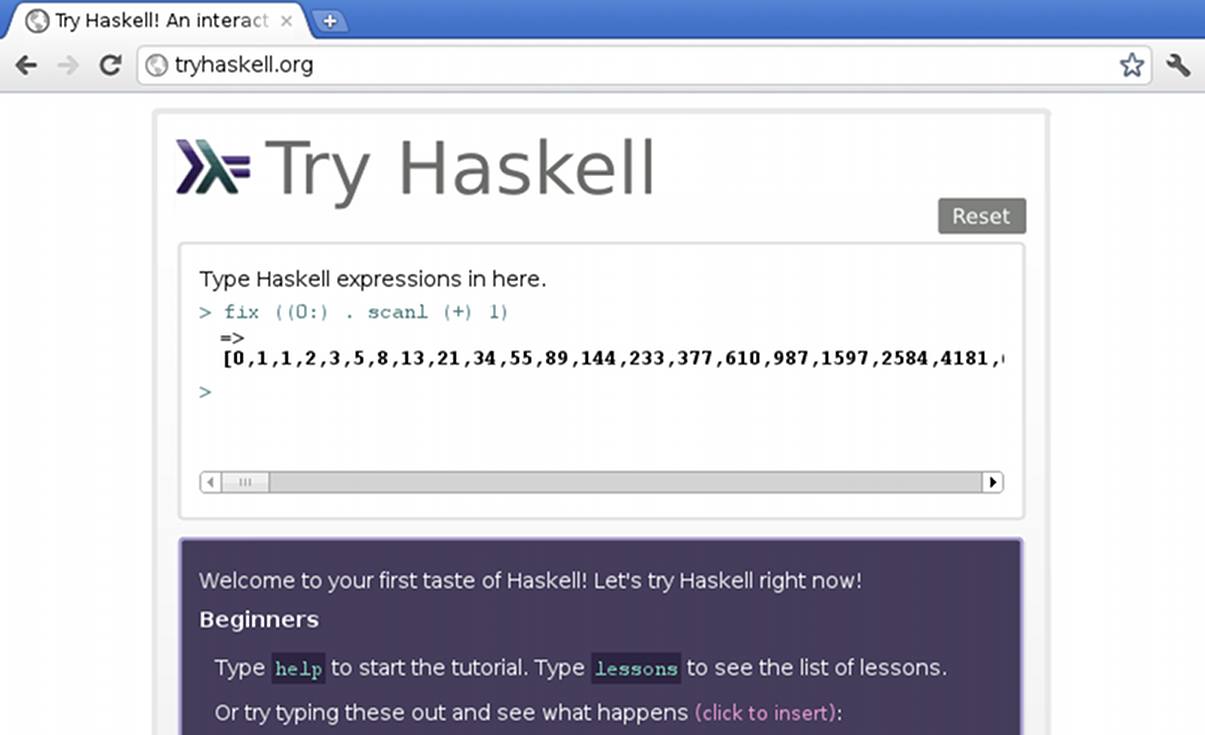 Try Haskell! An interact
tryhaskell.org
Try Haskell
Reset
Type Haskell expressions in here.
> fix ((0:) . scanl (+) 1)
=>
[0,1,1,2,3,5,8,13,21,34,55,89,144,233,377,610,987,1597,2584,4181,
>
Welcome to your first taste of Haskell! Let's try Haskell right now!
Beginners
Type help to start the tutorial. Type lessons to see the list of lessons.
Or try typing these out and see what happens (click to insert):